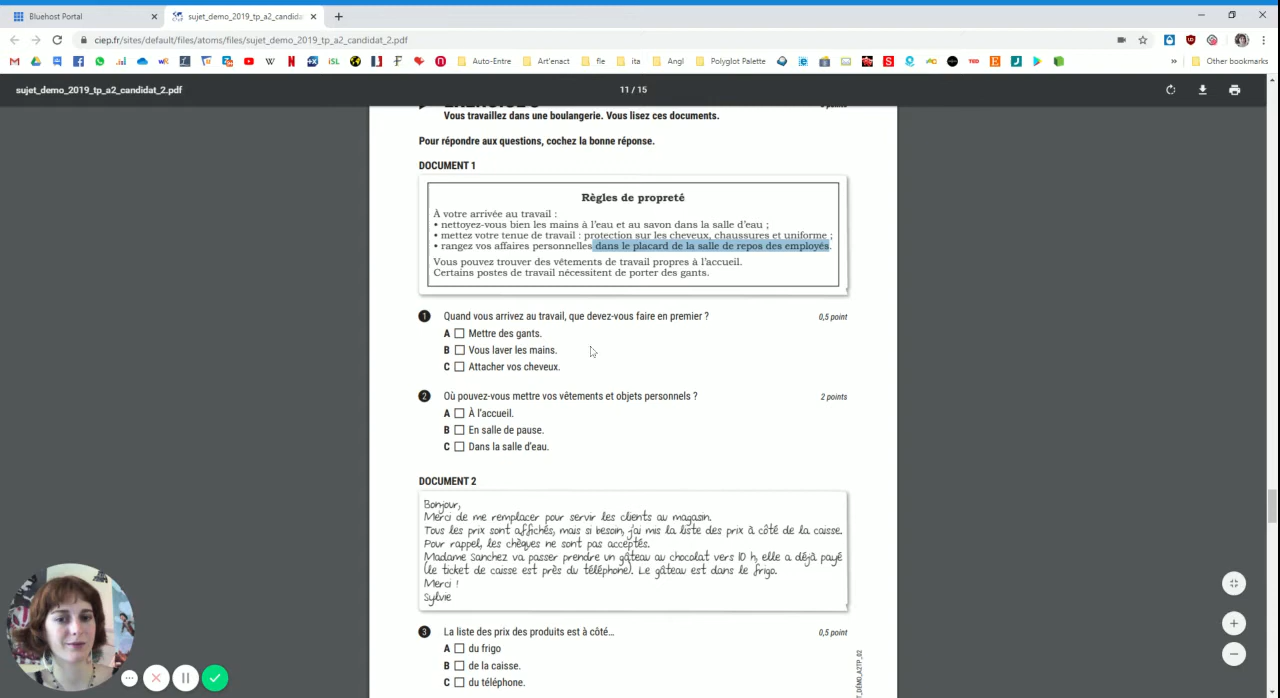 Bluehost Portal
sujet_demo_2019_tp_a2_candidat
ciep.fr/sites/default/files/atoms/files/sujet_demo_2019_tp_a2_candidat_2.pdf
Auto-Entre Art'enact fle ita Angl Polyglot Palette » Other bookmarks
sujet_demo_2019_tp_a2_candidat_2.pdf 11 / 15
Vous travaillez dans une boulangerie. Vous lisez ces documents.
Pour répondre aux questions, cochez la bonne réponse.
DOCUMENT 1
Règles de propreté
À votre arrivée au travail :
• nettoyez-vous bien les mains à l'eau et au savon dans la salle d'eau ;
• mettez votre tenue de travail : protection sur les cheveux, chaussures et uniforme ;
• rangez vos affaires personnelles dans le placard de la salle de repos des employés.
Vous pouvez trouver des vêtements de travail propres à l'accueil.
Certains postes de travail nécessitent de porter des gants.
1 Quand vous arrivez au travail, que devez-vous faire en premier ? 0,5 point
A Mettre des gants.
B Vous laver les mains.
C Attacher vos cheveux.
2 Où pouvez-vous mettre vos vêtements et objets personnels ? 2 points
A À l'accueil.
B En salle de pause.
C Dans la salle d'eau.
DOCUMENT 2
Bonjour,
Merci de me remplacer pour servir les clients au magasin.
Tous les prix sont affichés, mais si besoin, j'ai mis la liste des prix à côté de la caisse.
Pour rappel, les chèques ne sont pas acceptés.
Madame Sanchez va passer prendre un gâteau au chocolat vers 10 h, elle a déjà payé
(le ticket de caisse est près du téléphone). Le gâteau est dans le frigo.
Merci !
Sylvie
3 La liste des prix des produits est à côté... 0,5 point
A du frigo
B de la caisse.
C du téléphone.